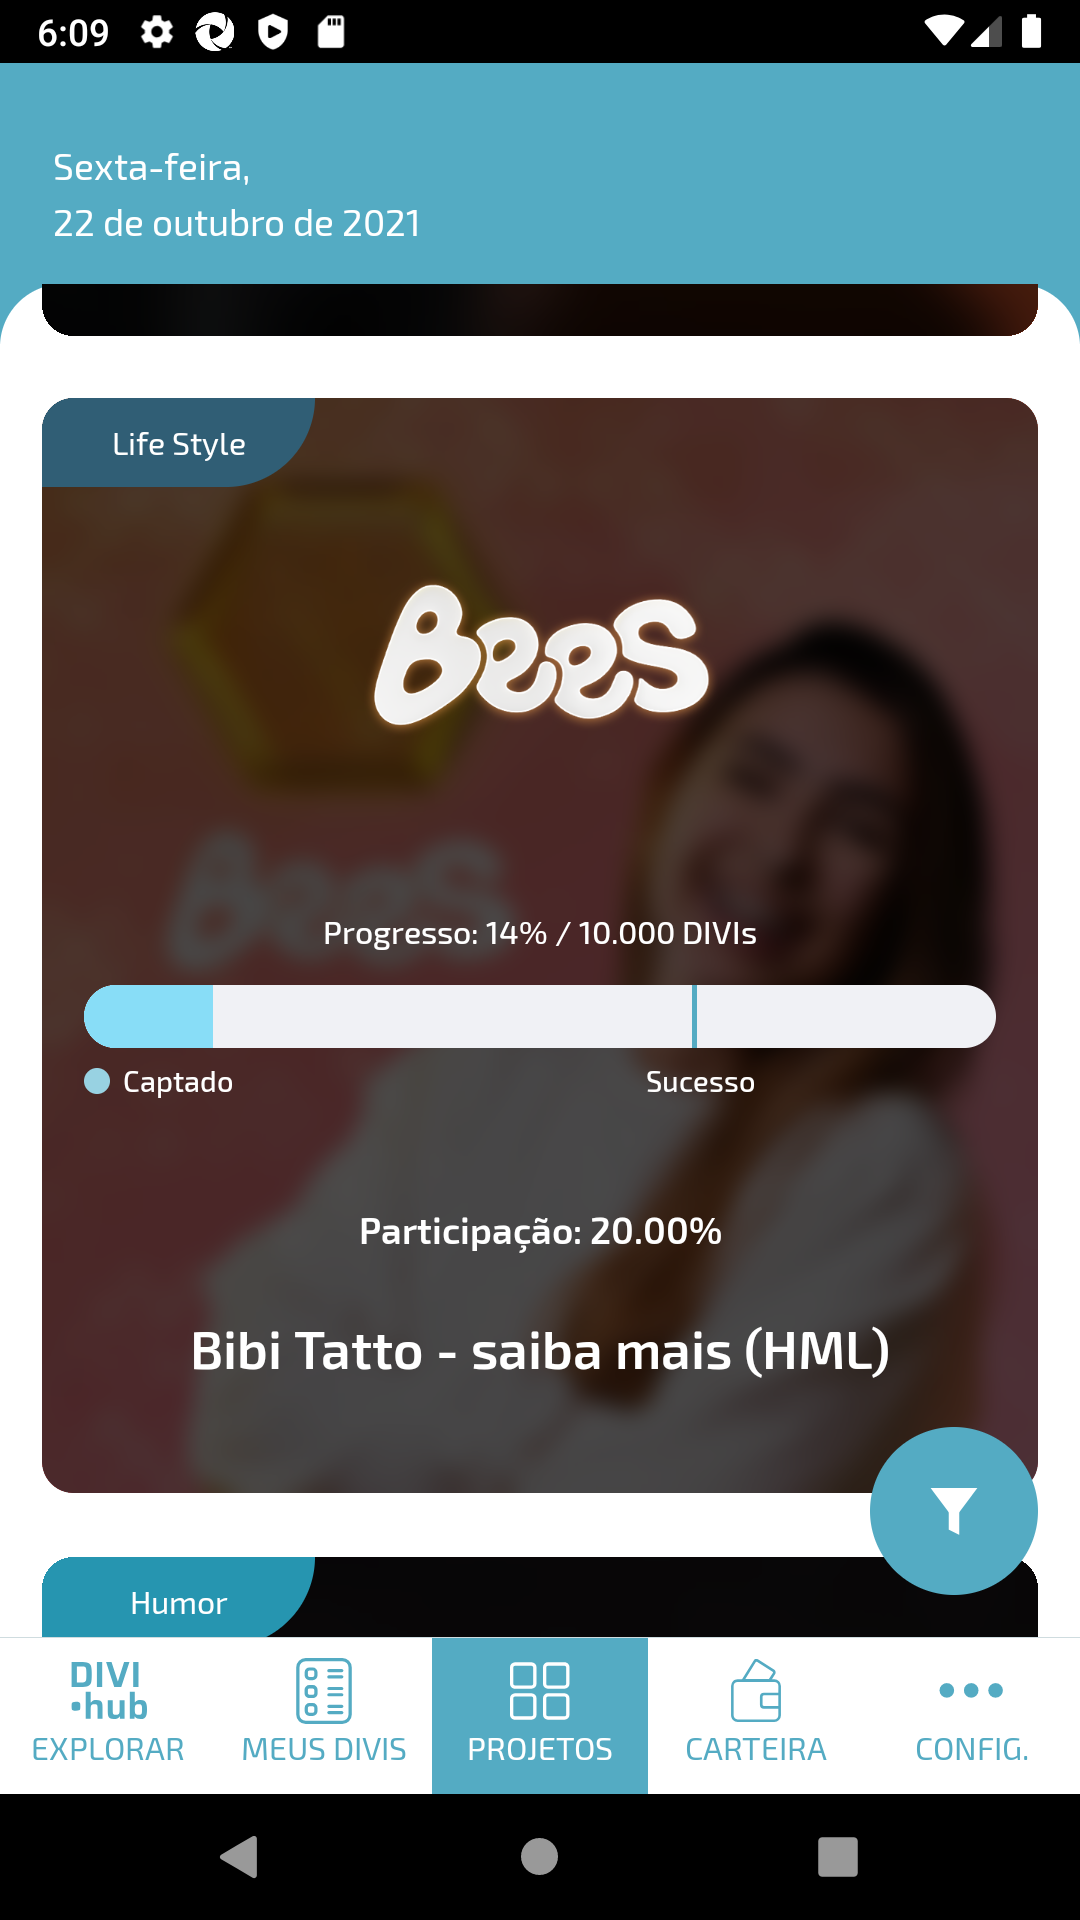 6:09
Sexta-feira,
22 de outubro de 2021
Life Style
Bees
Bees
Progresso: 14% / 10.000 DIVIs
Captado
Sucesso
Participação: 20.00%
Bibi Tatto - saiba mais (HML)
Humor
DIVI
hub
EXPLORAR
MEUS DIVIS
PROJETOS
CARTEIRA
CONFIG.